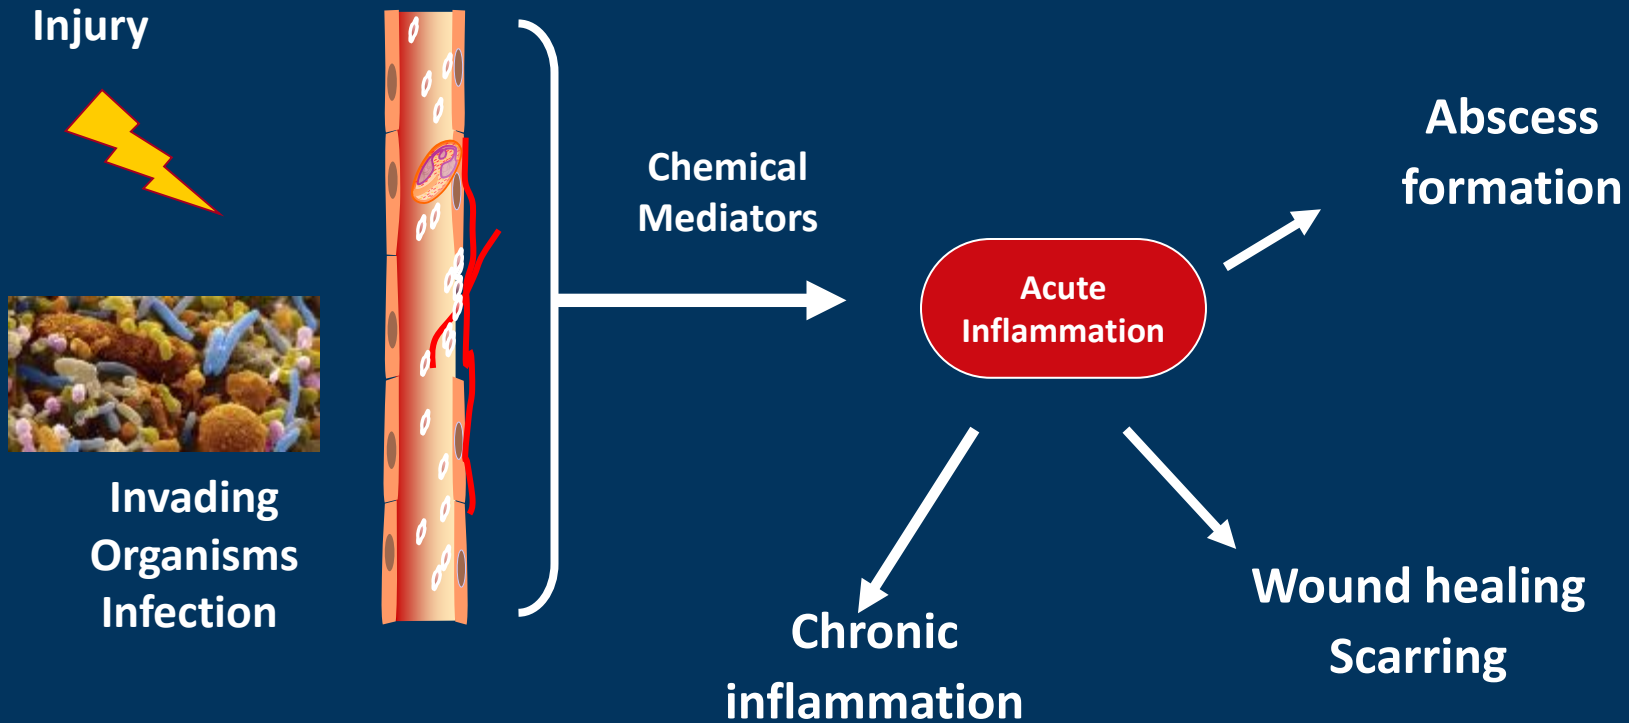 Injury
Invading
Organisms
Infection
Chemical
Mediators
Acute
Inflammation
Abscess
formation
Chronic
inflammation
Wound healing
Scarring